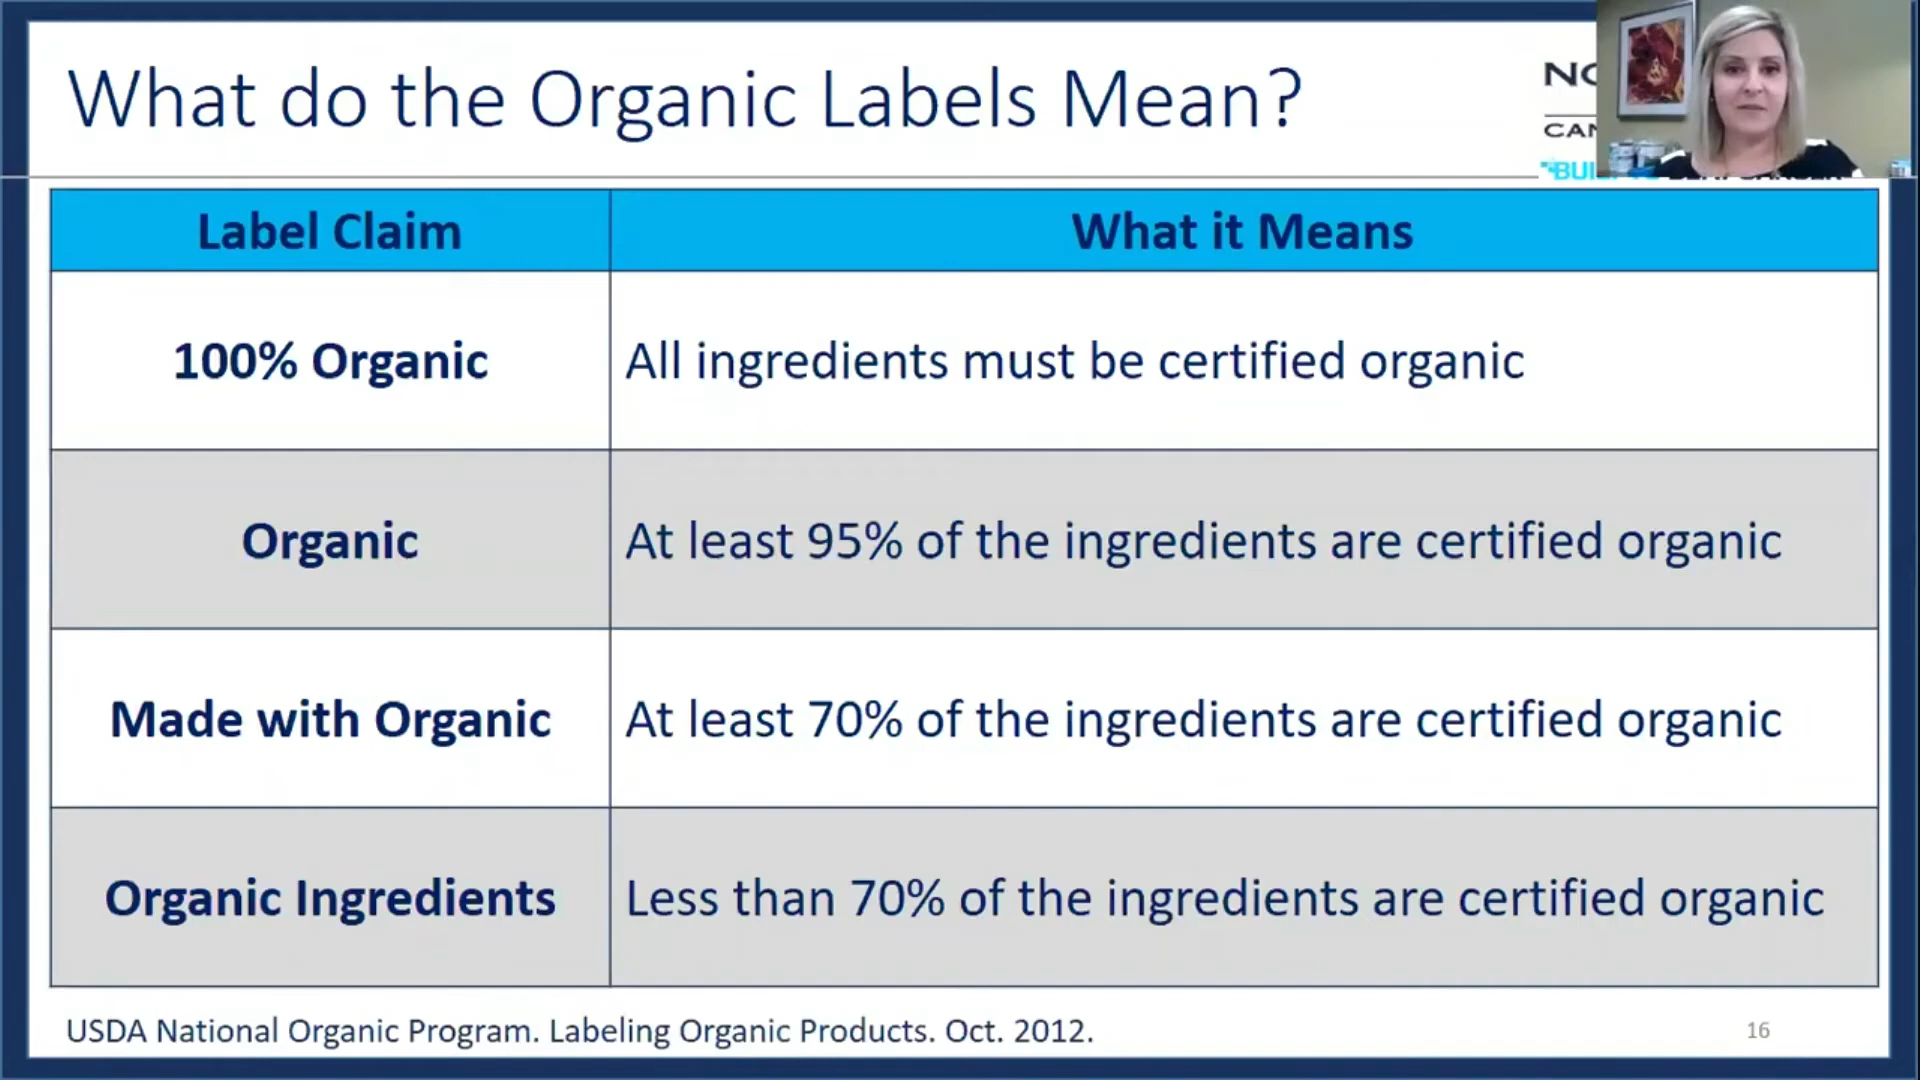 What do the Organic Labels Mean?
Label Claim
What it Means
100% Organic
All ingredients must be certified organic
Organic
At least 95% of the ingredients are certified organic
Made with Organic
At least 70% of the ingredients are certified organic
Organic Ingredients
Less than 70% of the ingredients are certified organic
USDA National Organic Program. Labeling Organic Products. Oct. 2012.
16